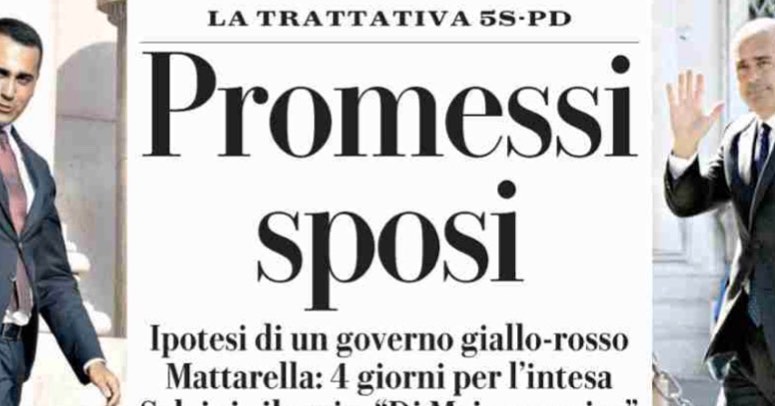 LA TRATTATIVA 5S-PD
Promessi
sposi
Ipotesi di un governo giallo-rosso
Mattarella: 4 giorni per l'intesa